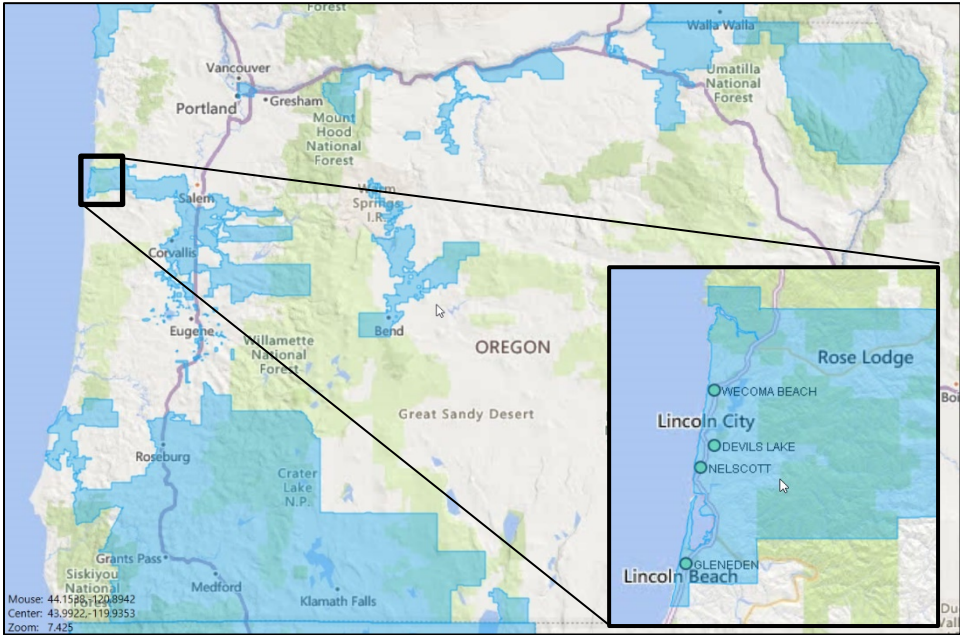 Forest
Walla Walla
Vancouver
Portland
Gresham
Mount
Hood
National
Forest
Umatilla
National
Forest
Salem
Springs
I.R.
Corvallis
Eugene
Willamette
National
Forest
Bend
OREGON
Great Sandy Desert
Roseburg
Crater
Lake
N.P.
Grants Pass
Siskiyou
National
Forest
Medford
Klamath Falls
Mouse: 44.1538,-120.8942
Center: 43.9922,-119.9353
Zoom: 7.425
Rose Lodge
WECOMA BEACH
Lincoln City
DEVILS LAKE
NELSCOTT
GLENEDEN
Lincoln Beach
Boi